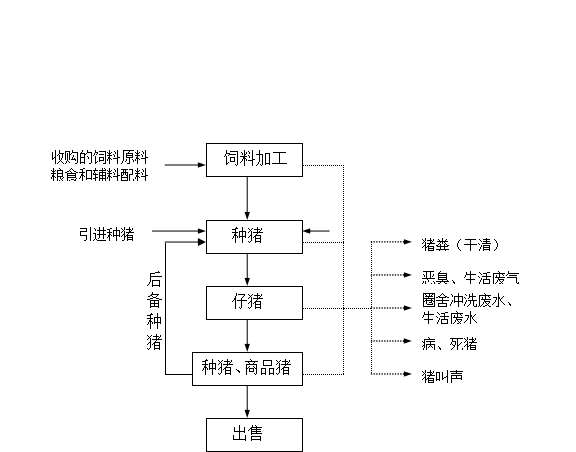 收购的饲料原料
粮食和辅料配料
饲料加工
引进种猪
种猪
后备种猪
仔猪
种猪、商品猪
出售
猪粪（干清）
恶臭、生活废气
圈舍冲洗废水、
生活废水
病、死猪
猪叫声